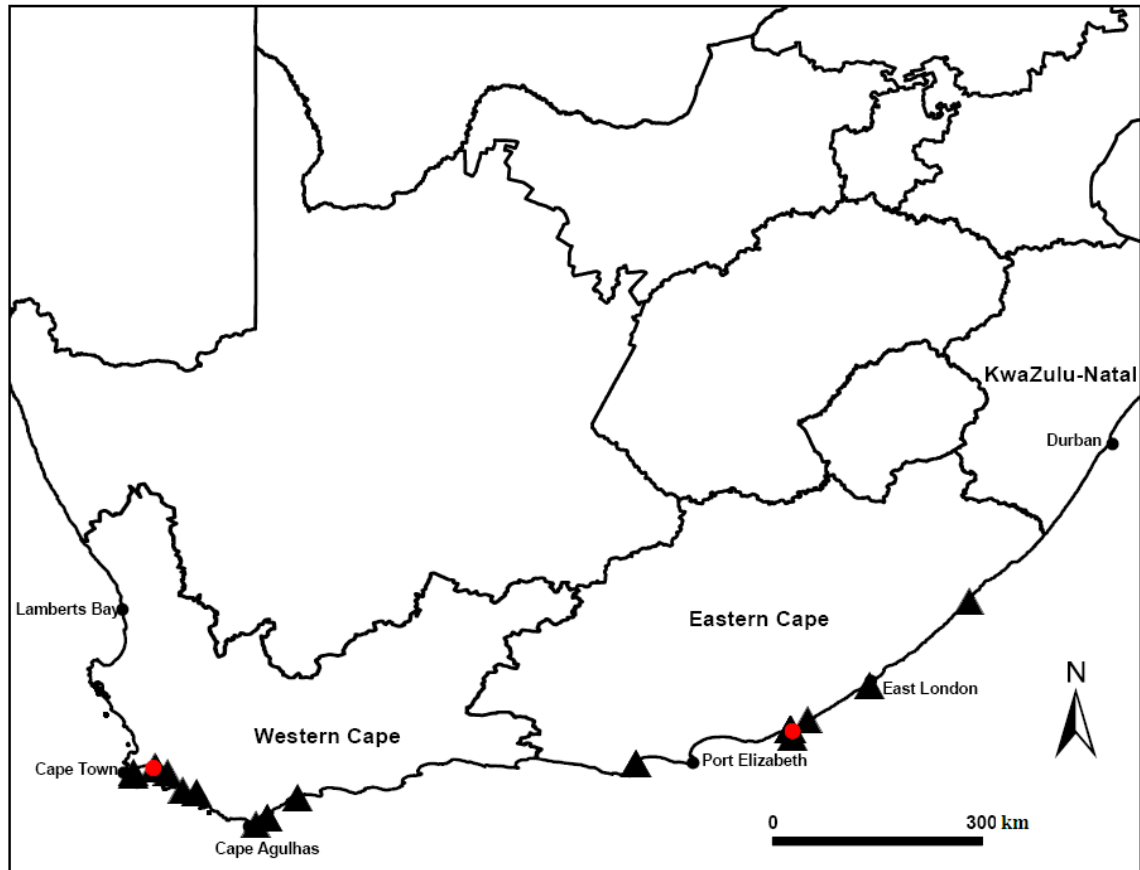 KwaZulu-Natal
Durban
Lamberts Bay
Eastern Cape
N
East London
Western Cape
Port Elizabeth
Cape Town
0 300 km
Cape Agulhas